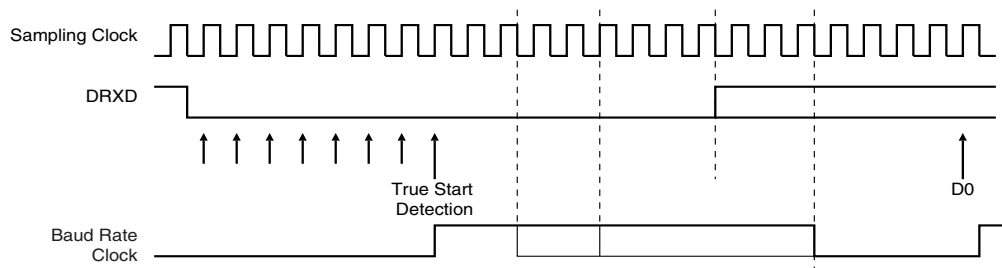 Sampling Clock
DRXD
True Start
Detection
D0
Baud Rate
Clock